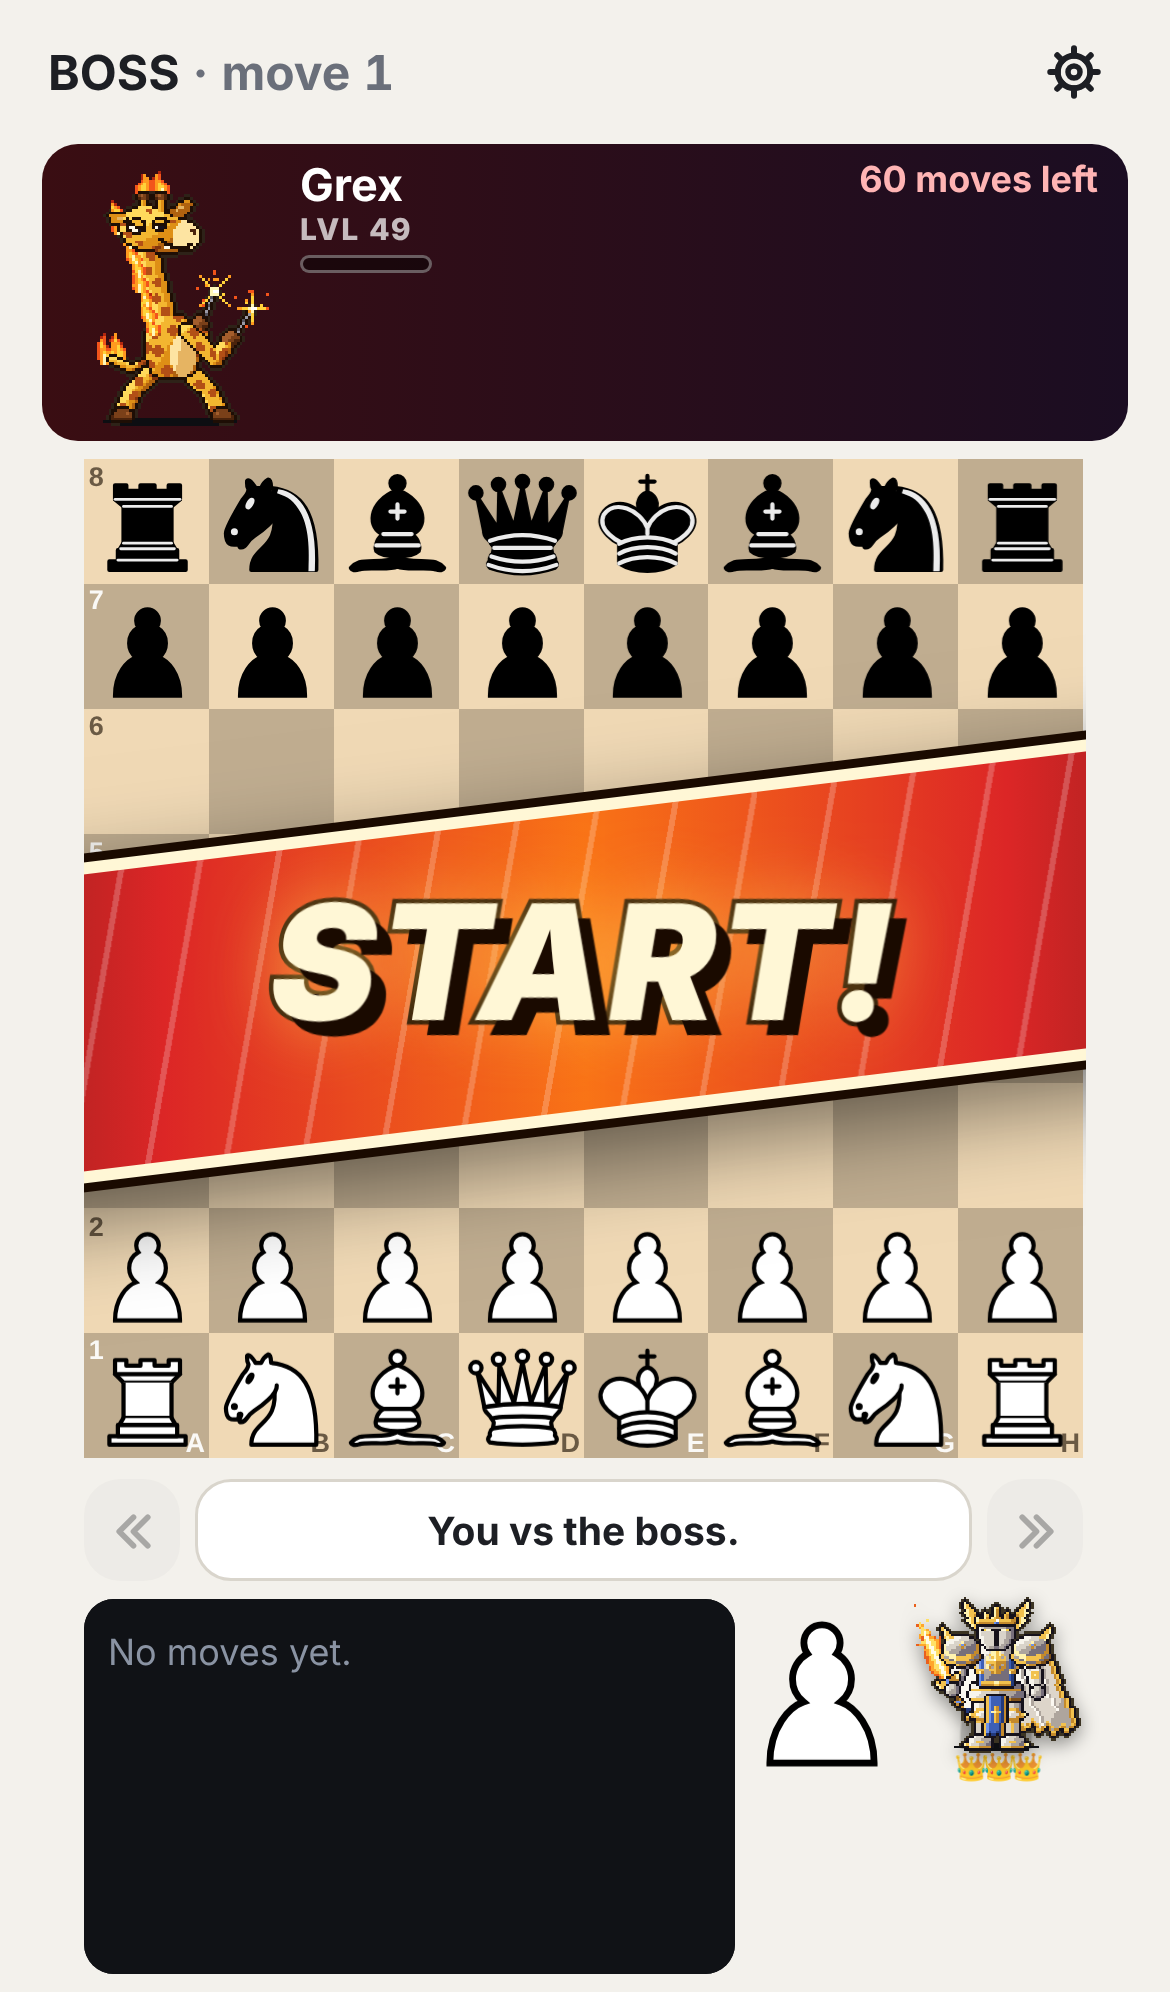 BOSS · move 1
Grex
60 moves left
LVL 49
8
7
6
5
START!
2
1
A B C D E F G H
You vs the boss.
No moves yet.